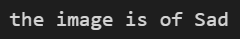 the image is of Sad